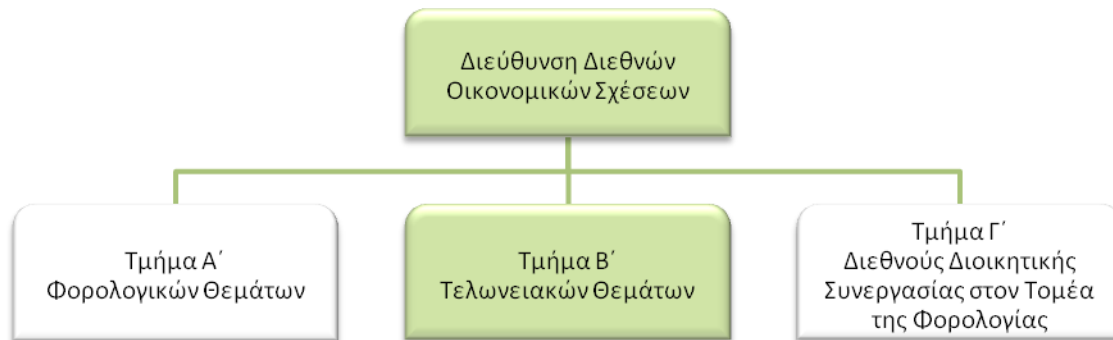 Διεύθυνση Διεθνών
Οικονομικών Σχέσεων
Τμήμα Α΄
Φορολογικών Θεμάτων
Τμήμα Β΄
Τελωνειακών Θεμάτων
Τμήμα Γ΄
Διεθνούς Διοικητικής
Συνεργασίας στον Τομέα
της Φορολογίας